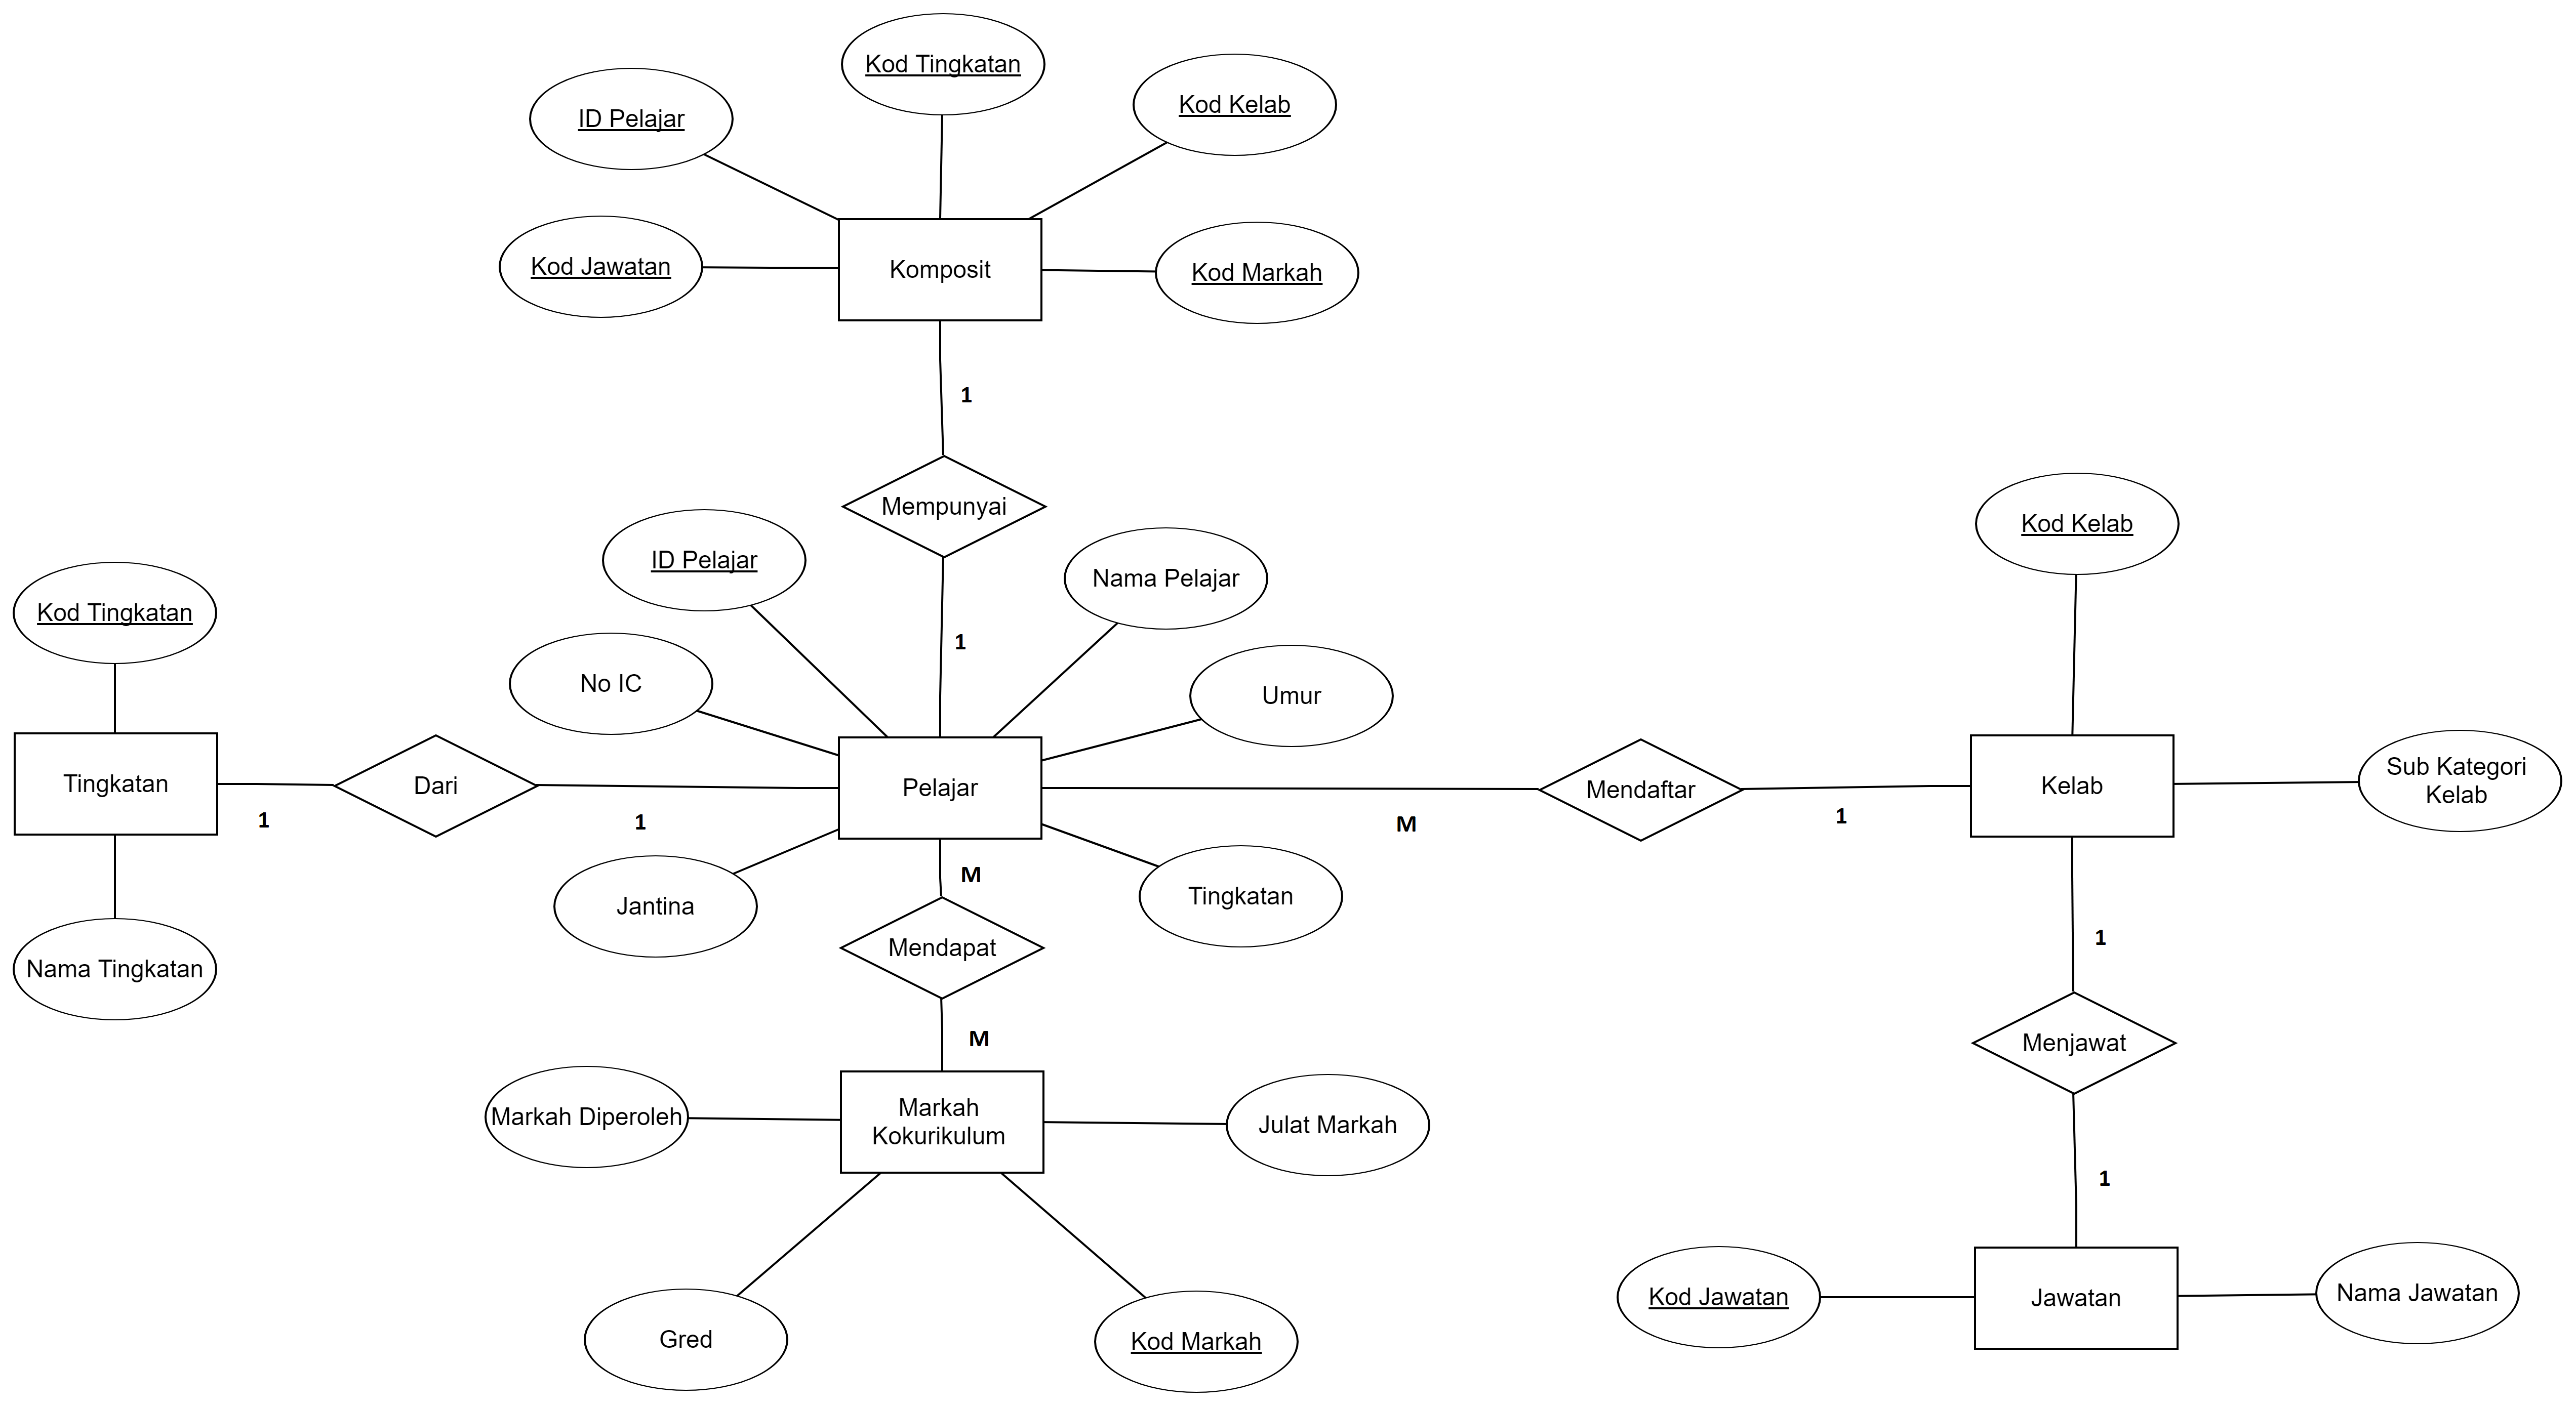 Kod Tingkatan
Kod Kelab
ID Pelajar
Kod Jawatan
Komposit
Kod Markah
1
Mempunyai
Kod Kelab
ID Pelajar
Nama Pelajar
Kod Tingkatan
1
No IC
Umur
Tingkatan
1
Dari
1
Pelajar
M
Mendaftar
1
Kelab
Sub Kategori
Kelab
Jantina
M
Tingkatan
Mendapat
1
Nama Tingkatan
M
Menjawat
Markah Diperoleh
Markah
Kokurikulum
Julat Markah
1
Gred
Kod Markah
Kod Jawatan
Jawatan
Nama Jawatan